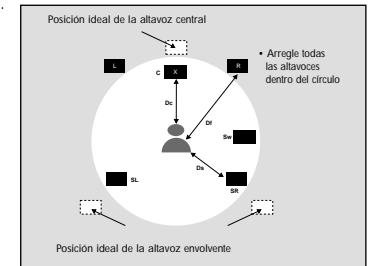 Posición ideal de la altavoz central
L
C
X
R
• Arregle todas
las altavoces
dentro del círculo
Dc
Df
Sw
Ds
SL
SR
Posición ideal de la altavoz envolvente